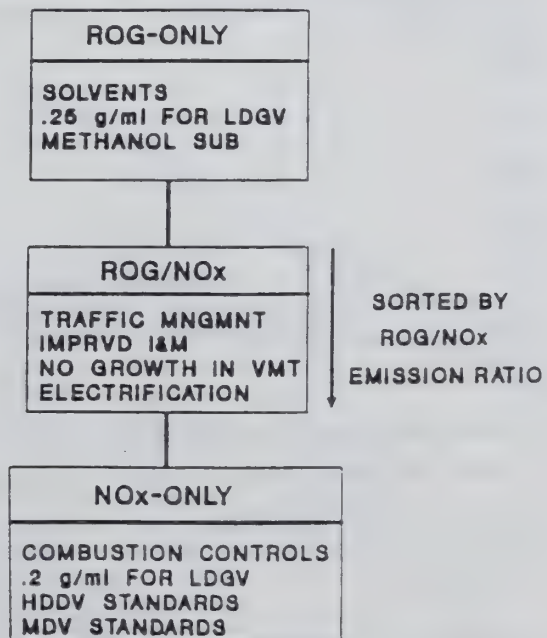 ROG-ONLY
SOLVENTS
.25 g/mi FOR LDGV
METHANOL SUB
ROG/NOx
TRAFFIC MNGMNT
IMPRVD I&M
NO GROWTH IN VMT
ELECTRIFICATION
SORTED BY
ROG/NOx
EMISSION RATIO
NOx-ONLY
COMBUSTION CONTROLS
.2 g/mi FOR LDGV
HDDV STANDARDS
MDV STANDARDS